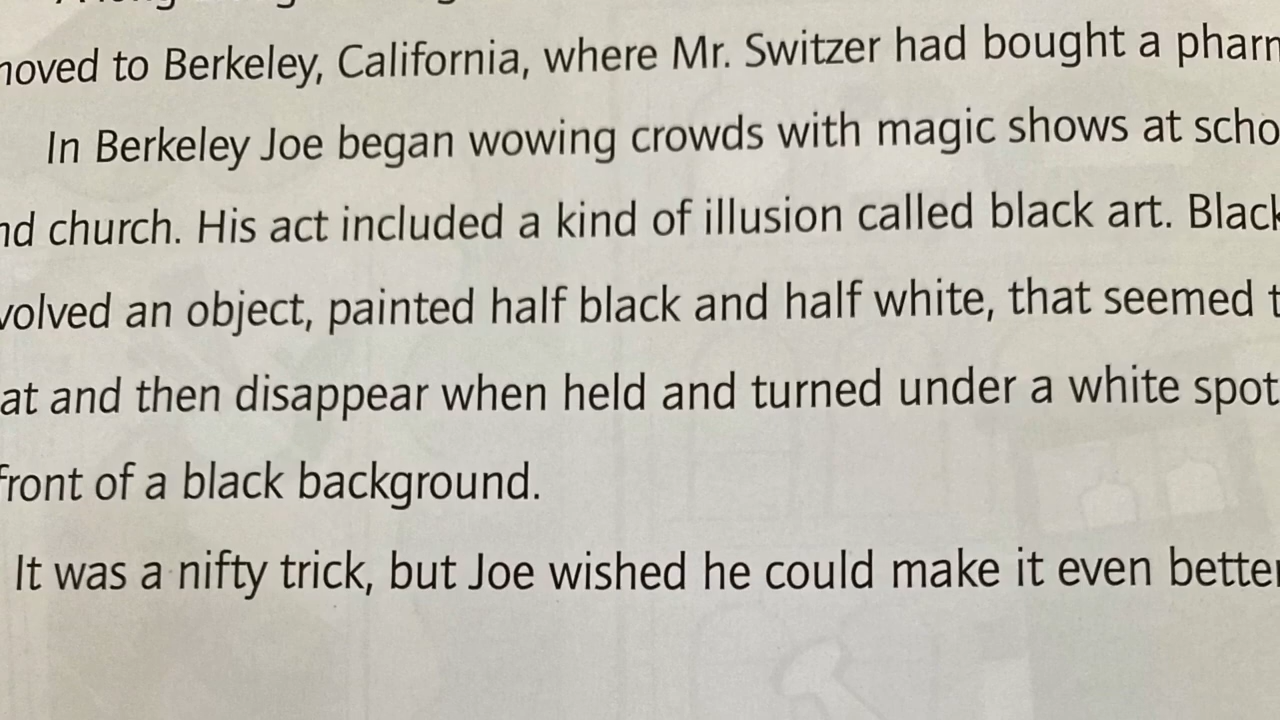 moved to Berkeley, California, where Mr. Switzer had bought a pharm
In Berkeley Joe began wowing crowds with magic shows at scho
nd church. His act included a kind of illusion called black art. Black
volved an object, painted half black and half white, that seemed t
at and then disappear when held and turned under a white spot
front of a black background.
It was a nifty trick, but Joe wished he could make it even better